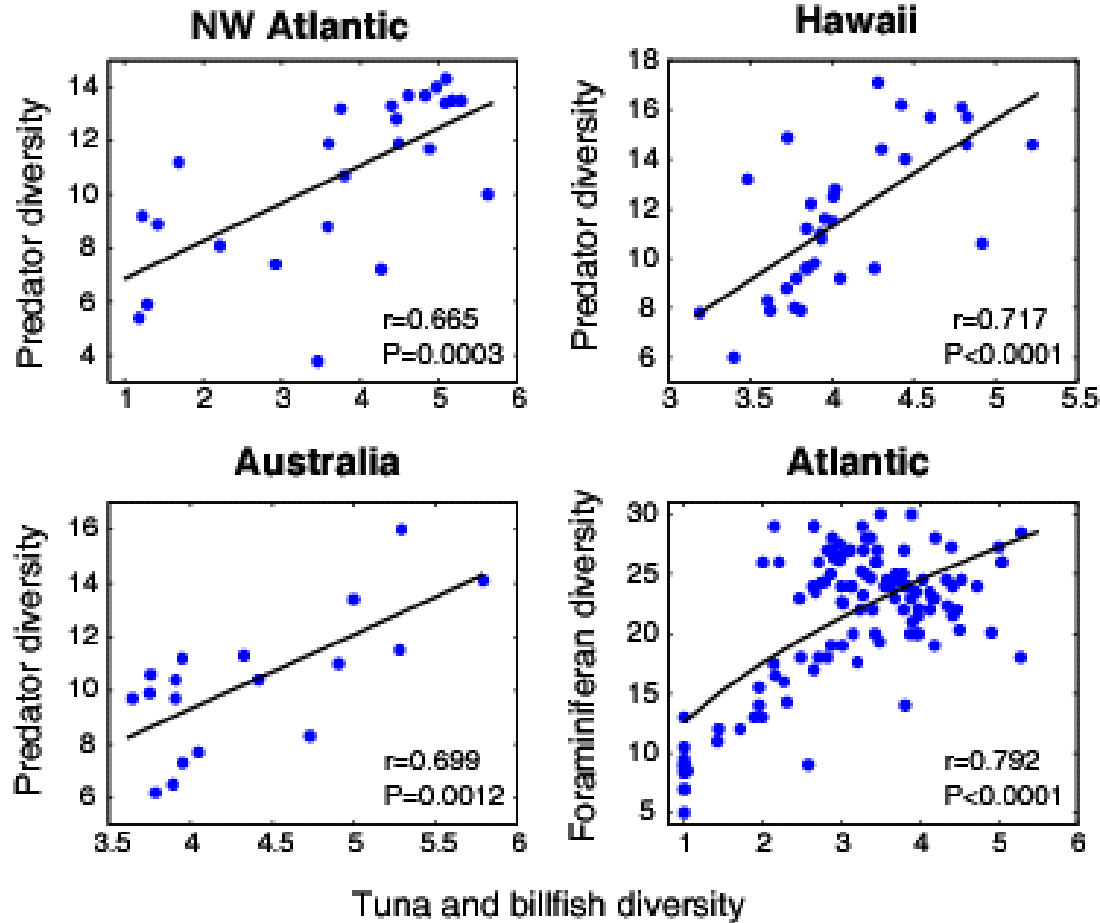 NW Atlantic
Predator diversity
14
12
10
8
6
4
r=0.665
P=0.0003
1 2 3 4 5 6
Hawaii
Predator diversity
18
16
14
12
10
8
6
r=0.717
P<0.0001
3 3.5 4 4.5 5 5.5
Australia
Predator diversity
16
14
12
10
8
6
r=0.699
P=0.0012
3.5 4 4.5 5 5.5 6
Atlantic
Foraminiferan diversity
30
25
20
15
10
5
r=0.792
P<0.0001
1 2 3 4 5 6
Tuna and billfish diversity